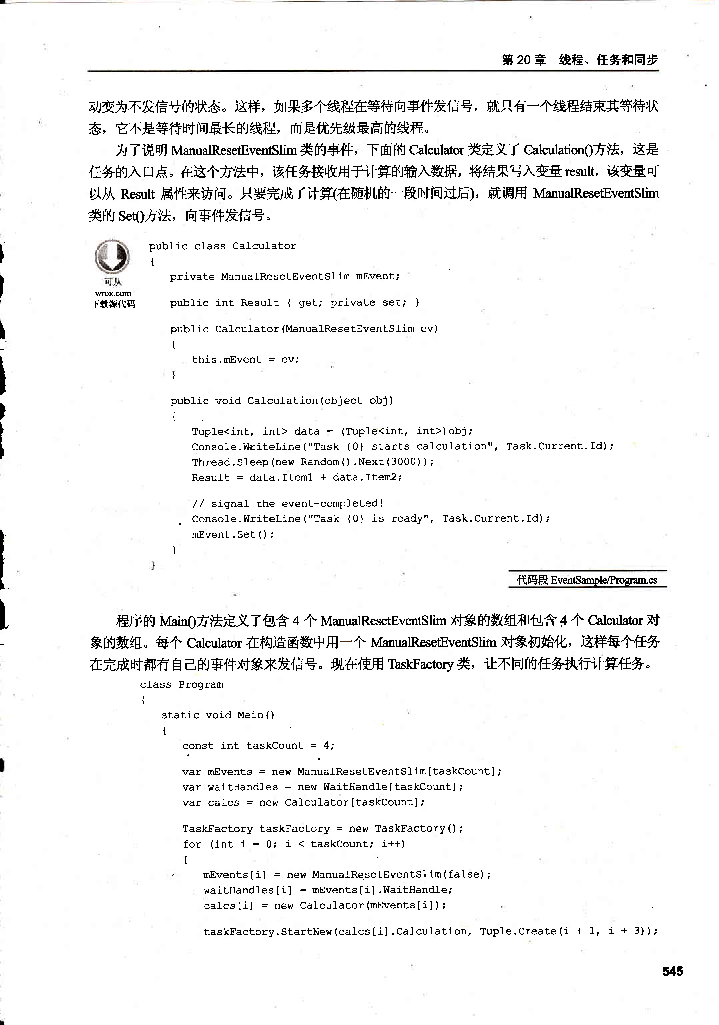 第 20 章 线程、任务和同步
动变为不发信号的状态。这样，如果多个线程在等待向事件发信号，就只有一个线程结束其等待状
态，它不是等待时间最长的线程，而是优先级最高的线程。
为了说明 ManualResetEventSlim 类的事件，下面的 Calculator 类定义了 Calculation()方法，这是
任务的入口点。在这个方法中，该任务接收用于计算的输入数据，将结果写入变量 result，该变量可
以从 Result 属性来访问。只要完成了计算(在随机的一段时间过后)，就调用 ManualResetEventSlim
类的 Set()方法，向事件发信号。
public class Calculator
{
private ManualResetEventSlim mEvent;
可从
wrox.com
下载源代码
public int Result { get; private set; }
public Calculator(ManualResetEventSlim ev)
{
this.mEvent = ev;
}
public void Calculation(object obj)
{
Tuple<int, int> data = (Tuple<int, int>)obj;
Console.WriteLine("Task {0} starts calculation", Task.Current.Id);
Thread.Sleep(new Random().Next(3000));
Result = data.Item1 + data.Item2;
// signal the event-completed!
Console.WriteLine("Task {0} is ready", Task.Current.Id);
mEvent.Set();
}
}
代码段 EventSample/Program.cs
程序的 Main()方法定义了包含 4 个 ManualResetEventSlim 对象的数组和包含 4 个 Calculator 对
象的数组。每个 Calculator 在构造函数中用一个 ManualResetEventSlim 对象初始化，这样每个任务
在完成时都有自己的事件对象来发信号。现在使用 TaskFactory 类，让不同的任务执行计算任务。
class Program
{
static void Main()
{
const int taskCount = 4;
var mEvents = new ManualResetEventSlim[taskCount];
var waitHandles = new WaitHandle[taskCount];
var calcs = new Calculator[taskCount];
TaskFactory taskFactory = new TaskFactory();
for (int i = 0; i < taskCount; i++)
{
mEvents[i] = new ManualResetEventSlim(false);
waitHandles[i] = mEvents[i].WaitHandle;
calcs[i] = new Calculator(mEvents[i]);
taskFactory.StartNew(calcs[i].Calculation, Tuple.Create(i + 1, i + 3));
545